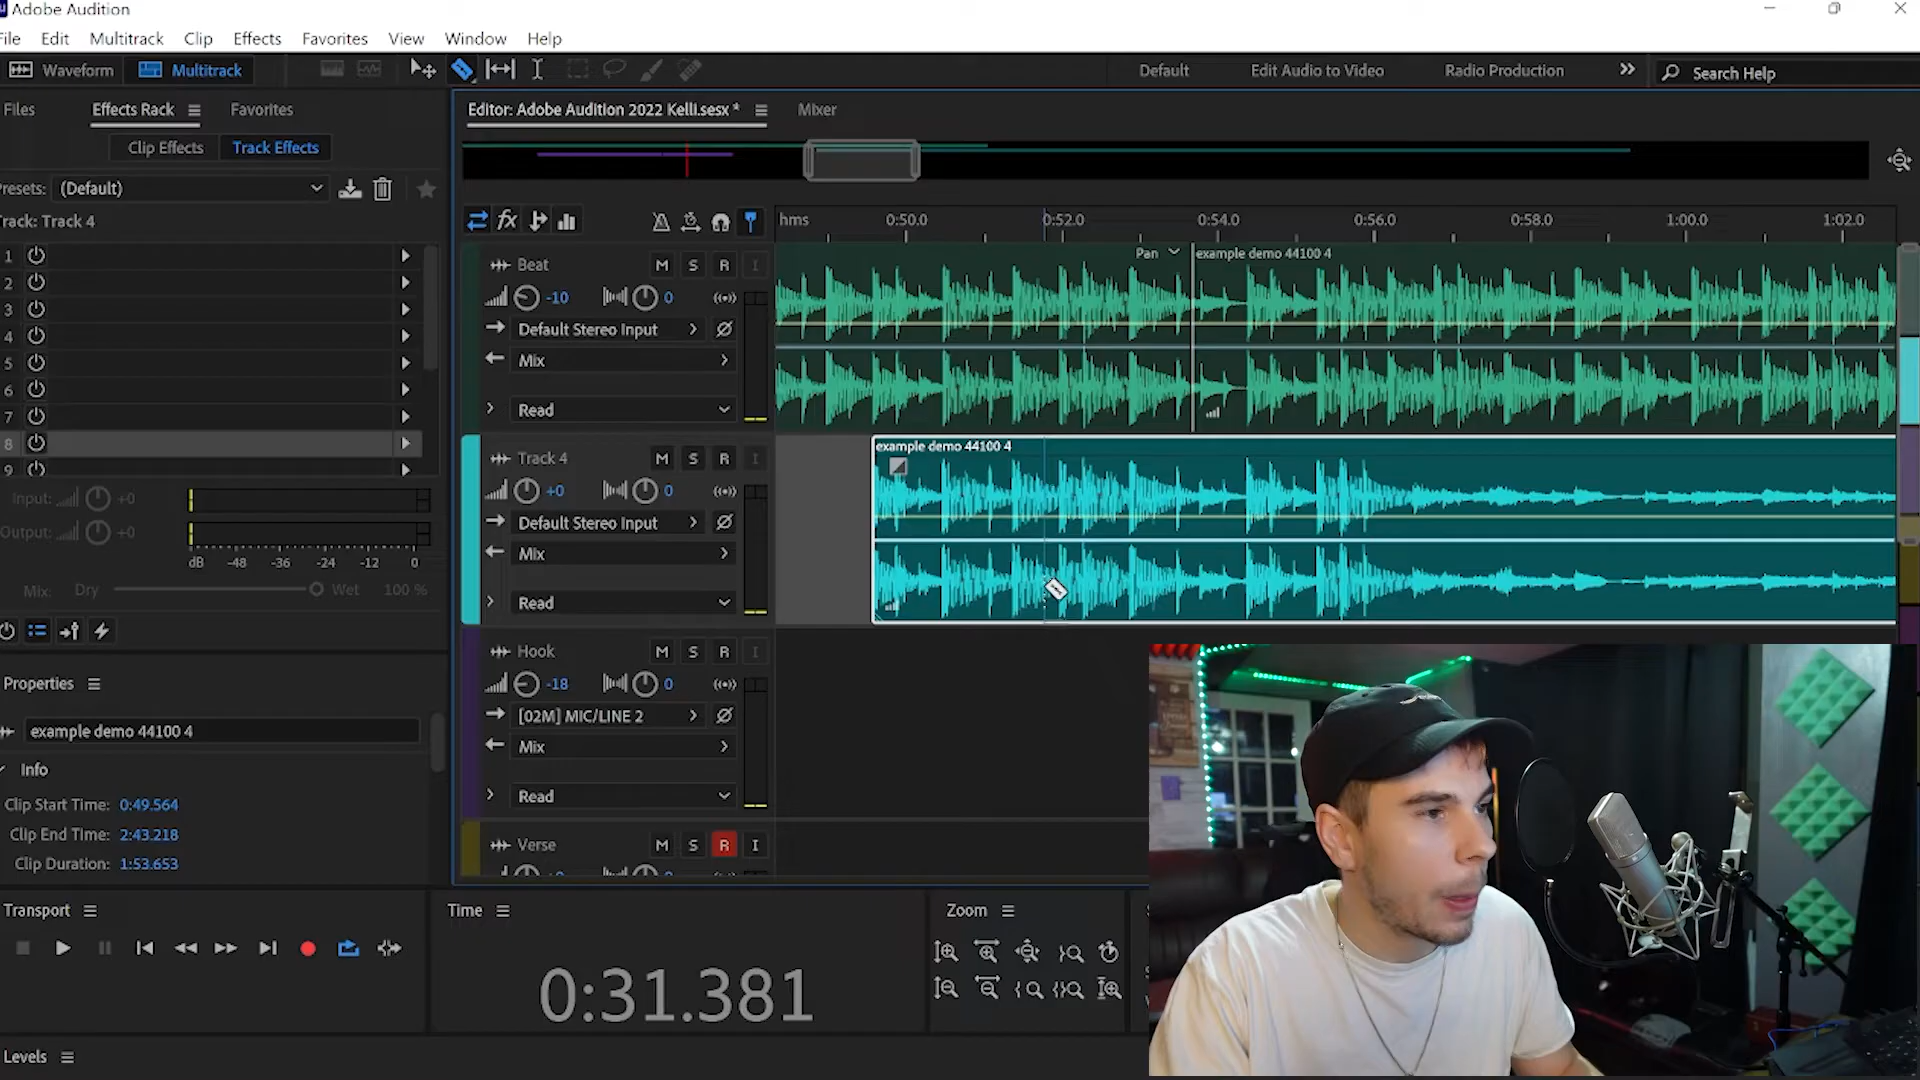 Adobe Audition
File Edit Multitrack Clip Effects Favorites View Window Help
Waveform Multitrack Default Edit Audio to Video Radio Production Search Help
Files Effects Rack Favorites
Clip Effects Track Effects
Presets: (Default)
Track: Track 4
1
2
3
4
5
6
7
8
9
Input: +0
Output: +0
dB -48 -36 -24 -12 0
Mix: Dry Wet 100 %
Properties
example demo 44100 4
Info
Clip Start Time: 0:49.564
Clip End Time: 2:43.218
Clip Duration: 1:53.653
Transport
Levels
Editor: Adobe Audition 2022 Kelli.sesx * Mixer
fx
hms 0:50.0 0:52.0 0:54.0 0:56.0 0:58.0 1:00.0 1:02.0
Beat M S R I
-10 0
Default Stereo Input
Mix
Read
Pan example demo 44100 4
Track 4 M S R I
+0 0
Default Stereo Input
Mix
Read
example demo 44100 4
Hook M S R I
-18 0
[02M] MIC/LINE 2
Mix
Read
Verse M S R I
Time
0:31.381
Zoom